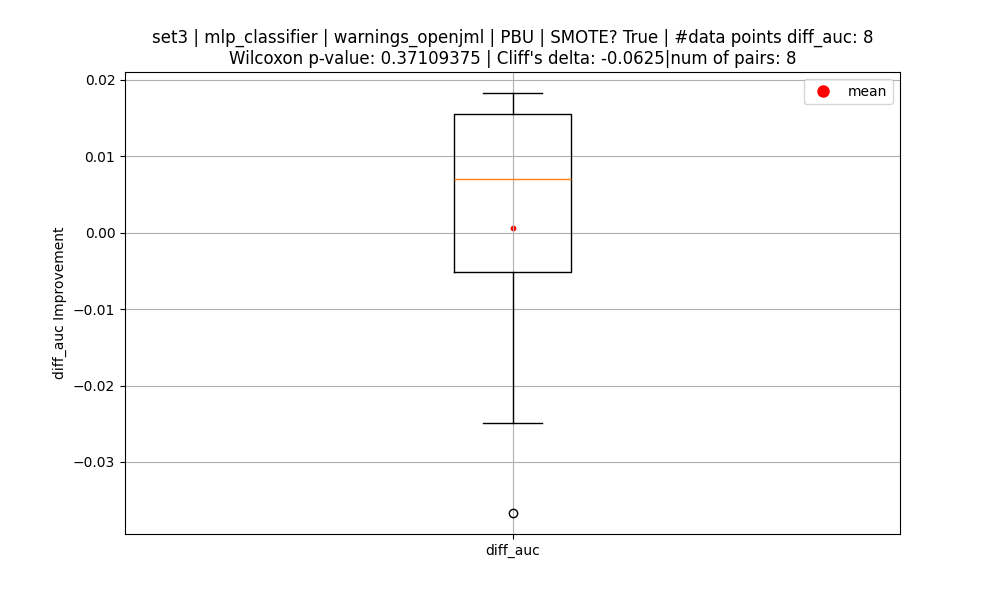 set3 | mlp_classifier | warnings_openjml | PBU | SMOTE? True | #data points diff_auc: 8
Wilcoxon p-value: 0.37109375 | Cliff's delta: -0.0625|num of pairs: 8
mean
0.02
0.01
0.00
−0.01
−0.02
−0.03
diff_auc Improvement
diff_auc